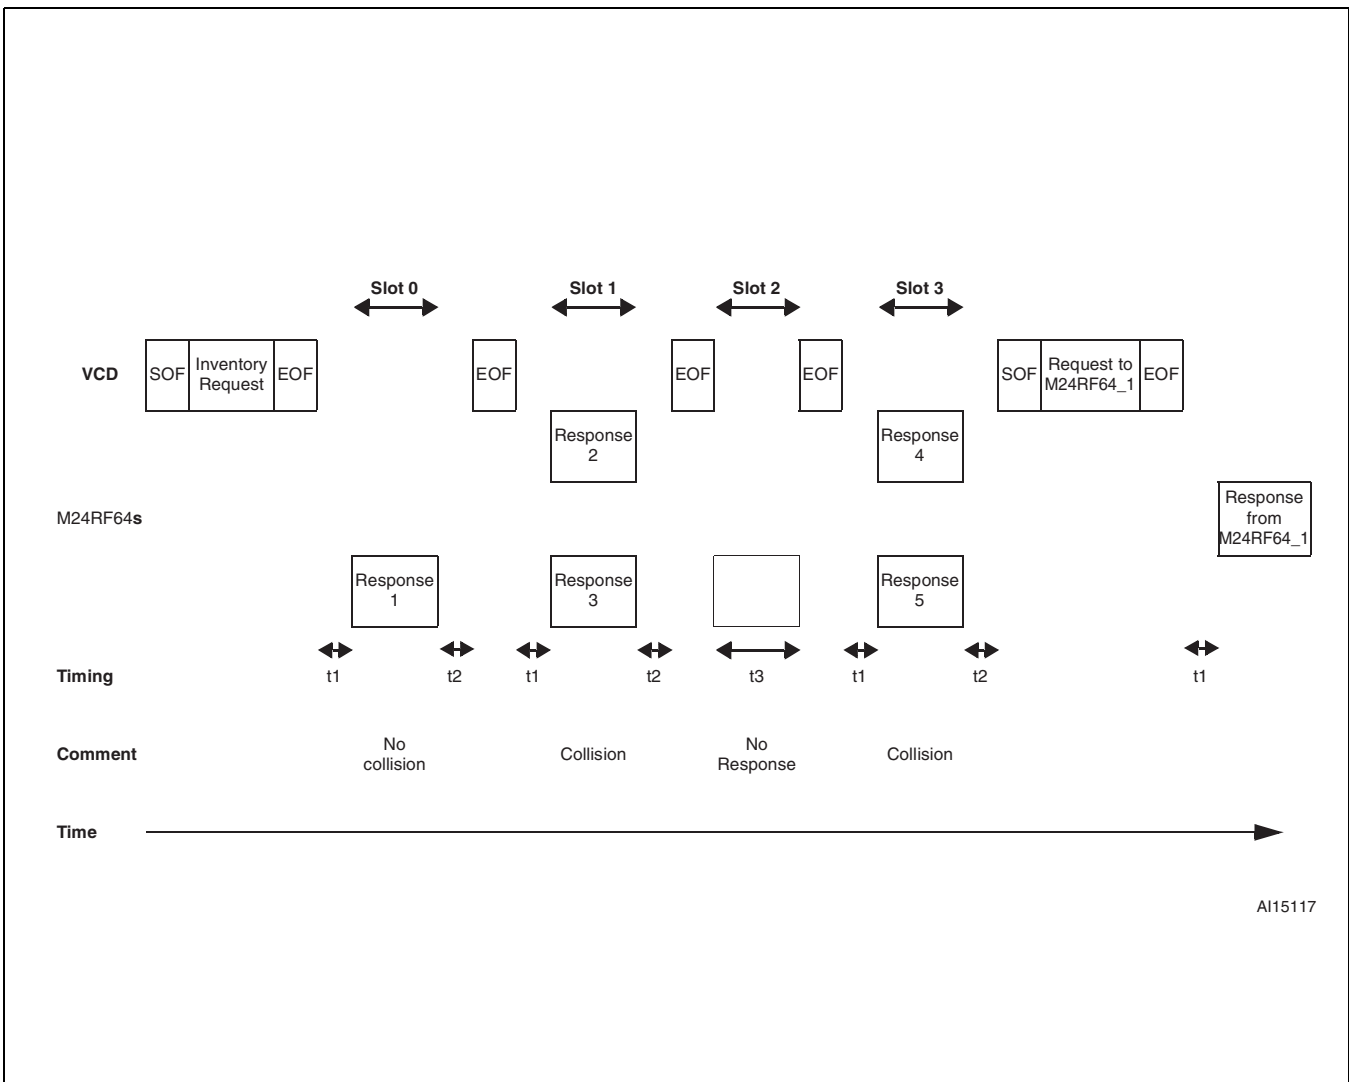 Slot 0 Slot 1 Slot 2 Slot 3
VCD SOF Inventory Request EOF EOF EOF EOF SOF Request to M24RF64_1 EOF
Response 2
Response 4
M24RF64s
Response from M24RF64_1
Response 1
Response 3
Response 5
Timing t1 t2 t1 t2 t3 t1 t2 t1
Comment No collision Collision No Response Collision
Time
AI15117